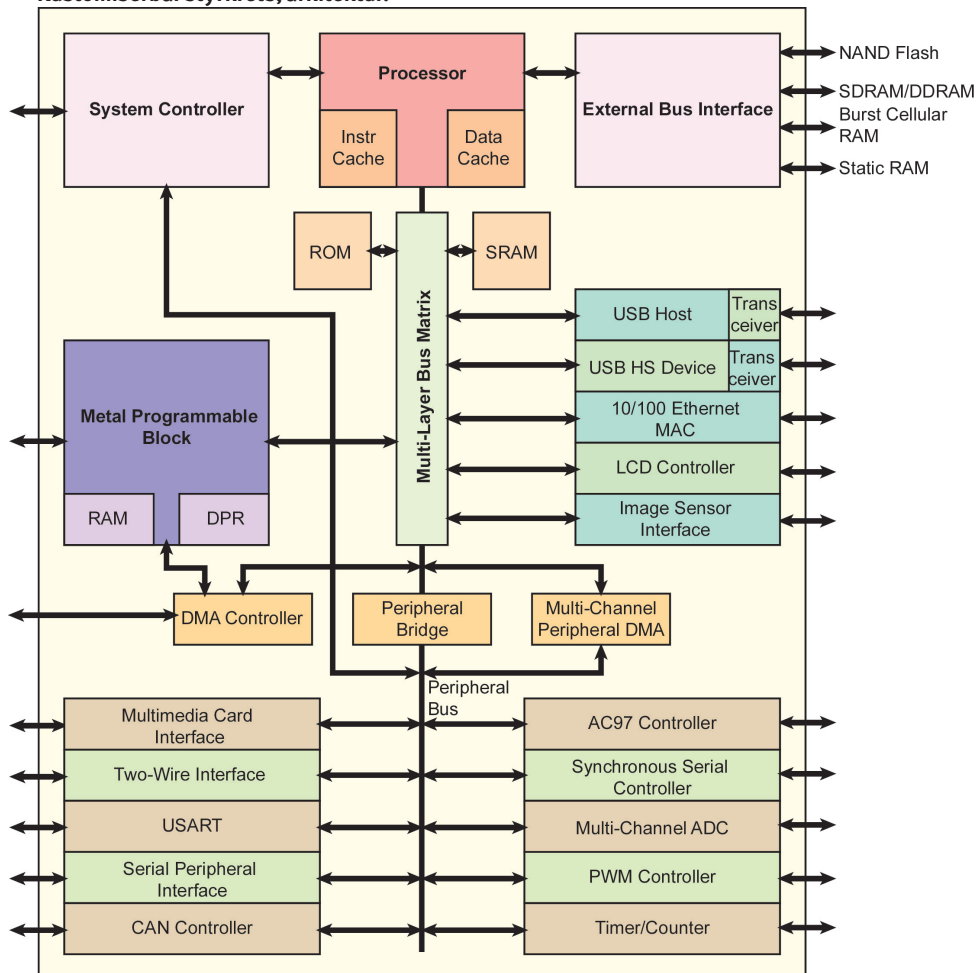 System Controller
Processor
Instr
Cache
Data
Cache
External Bus Interface
NAND Flash
SDRAM/DDRAM
Burst Cellular
RAM
Static RAM
ROM
SRAM
Multi-Layer Bus Matrix
USB Host
Trans
ceiver
USB HS Device
Trans
ceiver
10/100 Ethernet
MAC
LCD Controller
Image Sensor
Interface
Metal Programmable
Block
RAM
DPR
DMA Controller
Peripheral
Bridge
Multi-Channel
Peripheral DMA
Peripheral
Bus
Multimedia Card
Interface
Two-Wire Interface
USART
Serial Peripheral
Interface
CAN Controller
AC97 Controller
Synchronous Serial
Controller
Multi-Channel ADC
PWM Controller
Timer/Counter